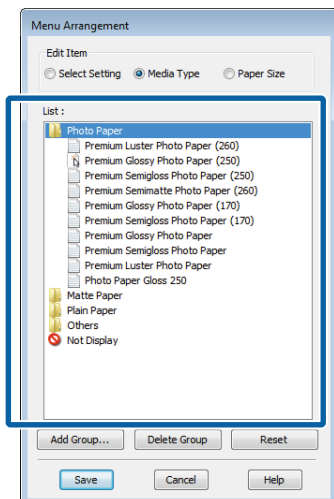 Menu Arrangement
Edit Item
Select Setting Media Type Paper Size
List :
Photo Paper
Premium Luster Photo Paper (260)
Premium Glossy Photo Paper (250)
Premium Semigloss Photo Paper (250)
Premium Semimatte Photo Paper (260)
Premium Glossy Photo Paper (170)
Premium Semigloss Photo Paper (170)
Premium Glossy Photo Paper
Premium Semigloss Photo Paper
Premium Luster Photo Paper
Photo Paper Gloss 250
Matte Paper
Plain Paper
Others
Not Display
Add Group... Delete Group Reset
Save Cancel Help